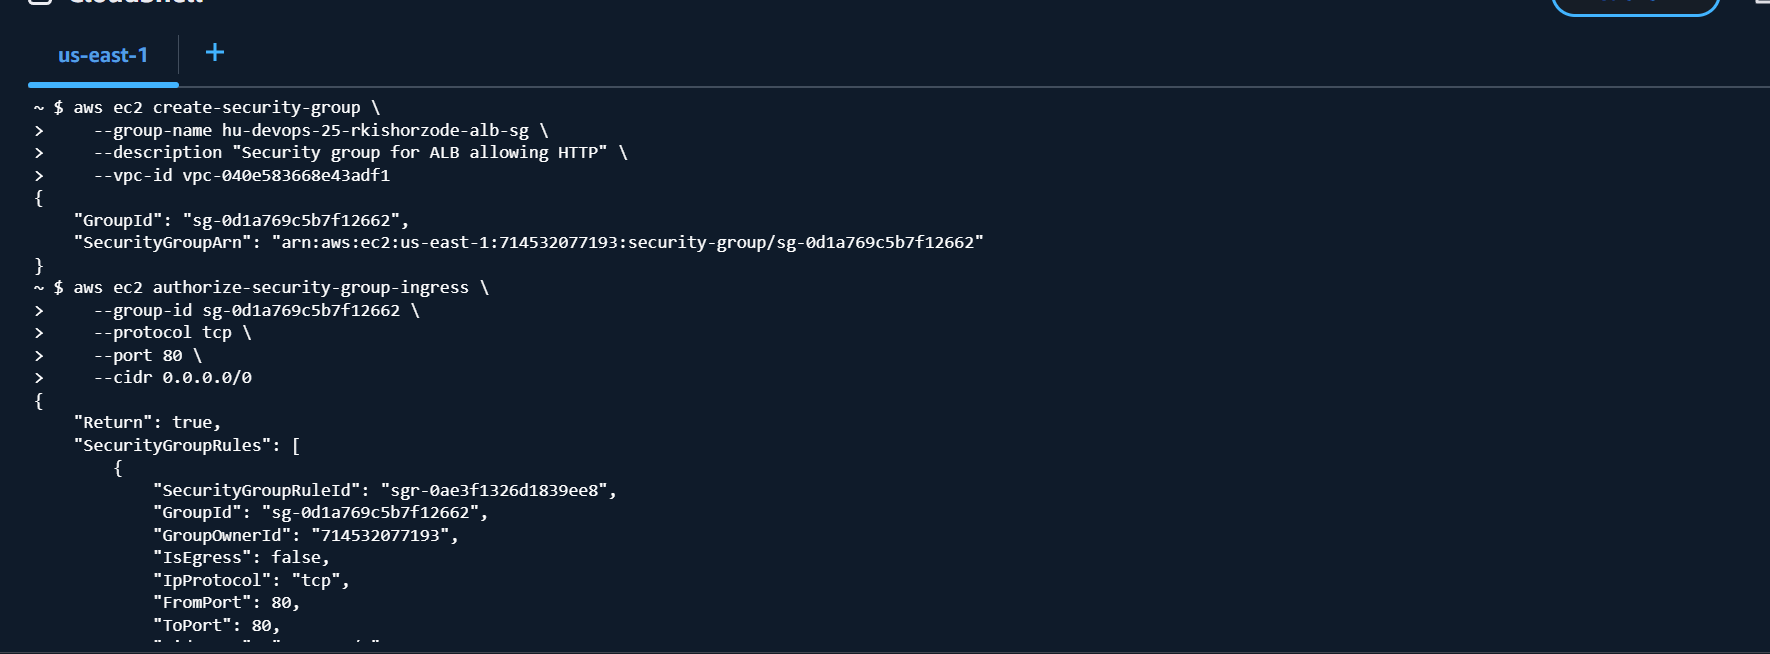 CloudShell
us-east-1 +
~ $ aws ec2 create-security-group \
>     --group-name hu-devops-25-rkishorzode-alb-sg \
>     --description "Security group for ALB allowing HTTP" \
>     --vpc-id vpc-040e583668e43adf1
{
    "GroupId": "sg-0d1a769c5b7f12662",
    "SecurityGroupArn": "arn:aws:ec2:us-east-1:714532077193:security-group/sg-0d1a769c5b7f12662"
}
~ $ aws ec2 authorize-security-group-ingress \
>     --group-id sg-0d1a769c5b7f12662 \
>     --protocol tcp \
>     --port 80 \
>     --cidr 0.0.0.0/0
{
    "Return": true,
    "SecurityGroupRules": [
        {
            "SecurityGroupRuleId": "sgr-0ae3f1326d1839ee8",
            "GroupId": "sg-0d1a769c5b7f12662",
            "GroupOwnerId": "714532077193",
            "IsEgress": false,
            "IpProtocol": "tcp",
            "FromPort": 80,
            "ToPort": 80,